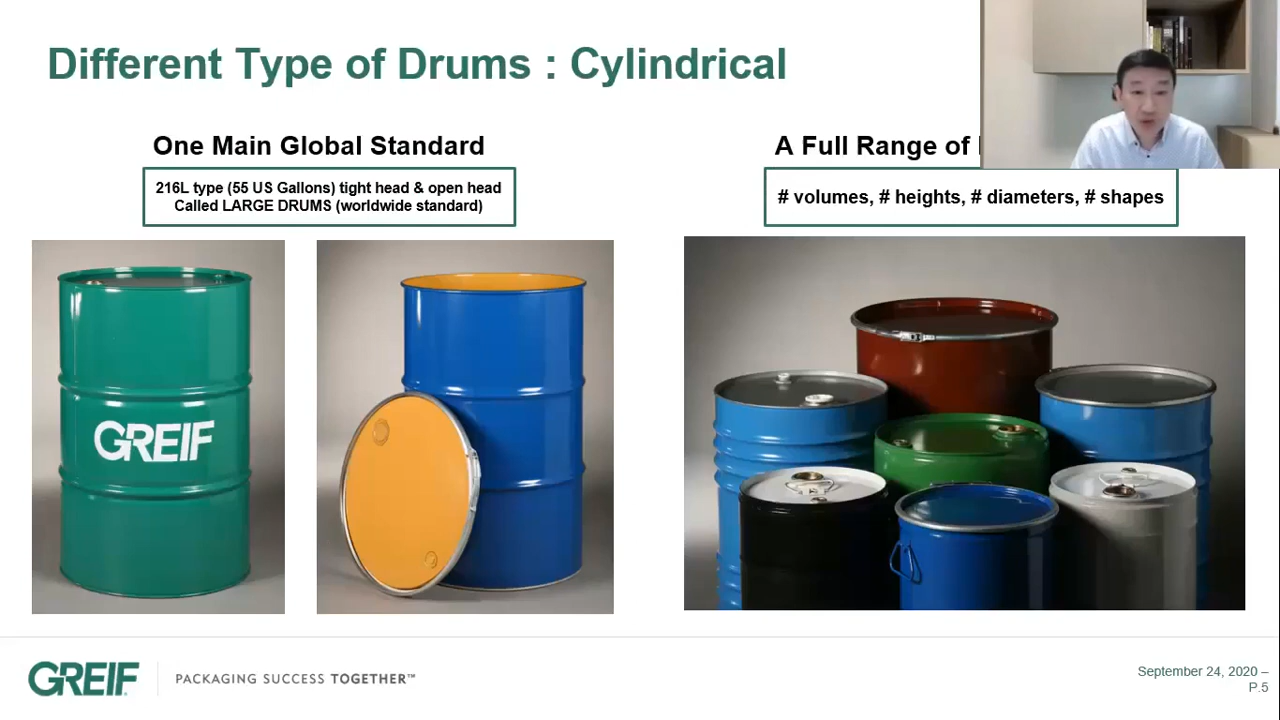 Different Type of Drums : Cylindrical
One Main Global Standard
216L type (55 US Gallons) tight head & open head
Called LARGE DRUMS (worldwide standard)
A Full Range of
# volumes, # heights, # diameters, # shapes
GREIF
GREIF
PACKAGING SUCCESS TOGETHER™
September 24, 2020 –
P.5